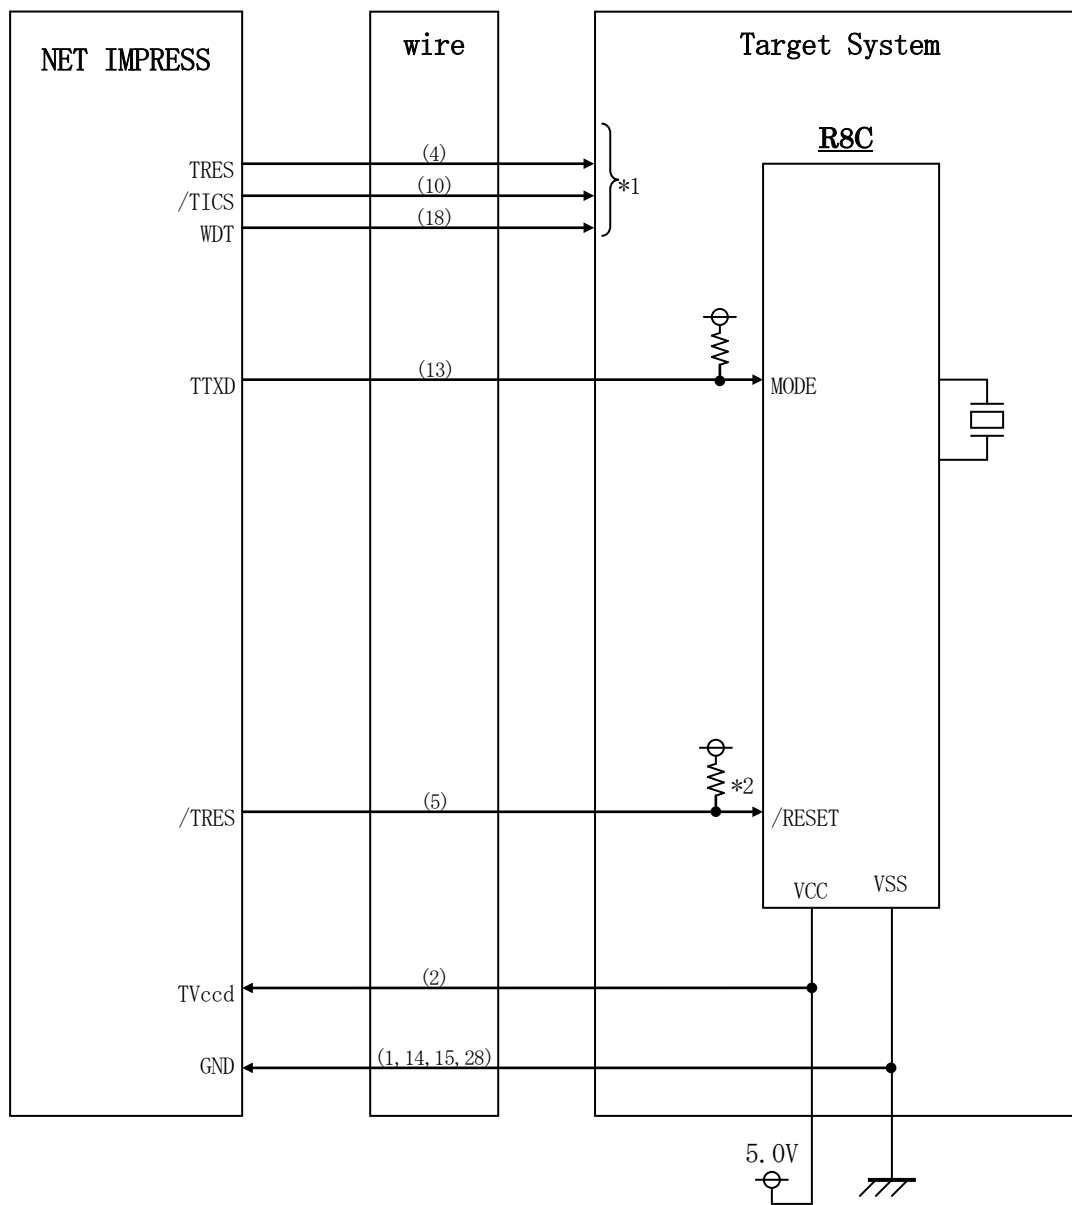 NET IMPRESS
wire
Target System
R8C
TRES
(4)
/TICS
(10)
*1
WDT
(18)
TTXD
(13)
MODE
*2
/TRES
(5)
/RESET
VCC
VSS
TVccd
(2)
GND
(1, 14, 15, 28)
5.0V